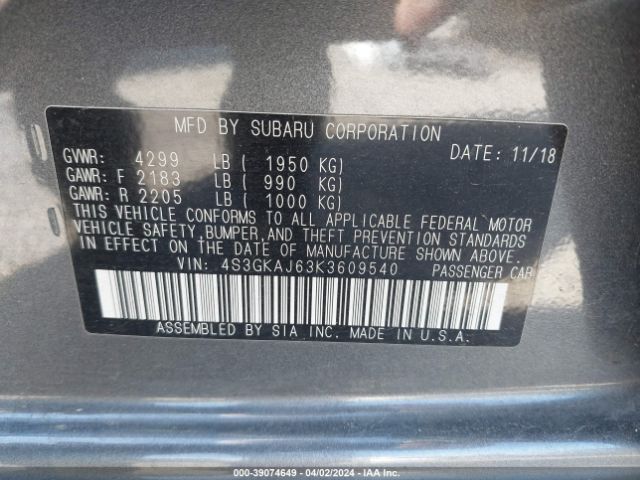 MFD BY SUBARU CORPORATION
DATE: 11/18
GVWR: 4299 LB ( 1950 KG)
GAWR: F 2183 LB ( 990 KG)
GAWR: R 2205 LB ( 1000 KG)
THIS VEHICLE CONFORMS TO ALL APPLICABLE FEDERAL MOTOR
VEHICLE SAFETY,BUMPER,AND THEFT PREVENTION STANDARDS
IN EFFECT ON THE DATE OF MANUFACTURE SHOWN ABOVE.
VIN: 4S3GKAJ63K3609540 PASSENGER CAR
ASSEMBLED BY SIA INC. MADE IN U.S.A.
000-39074649 - 04/02/2024 - IAA Inc.